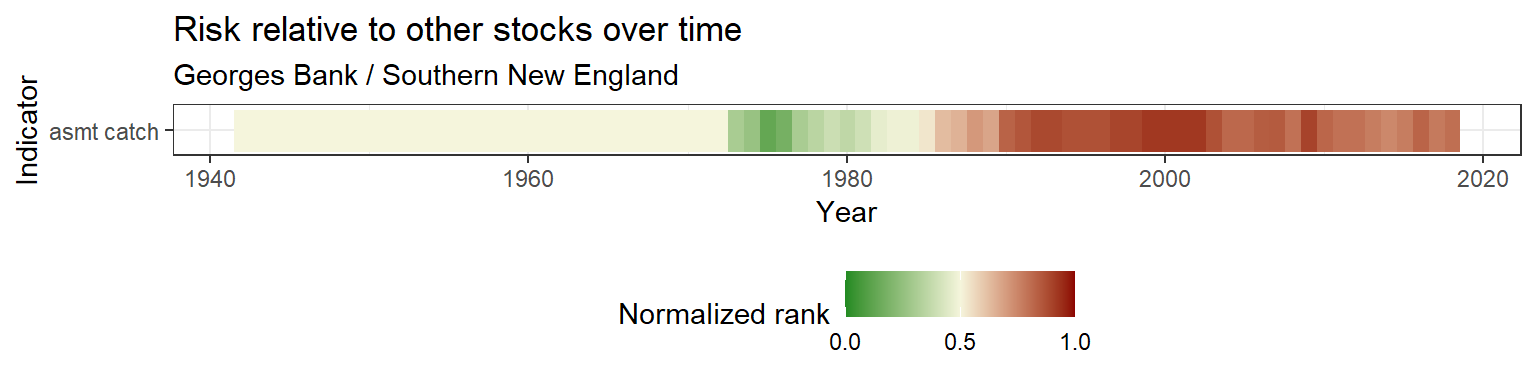 Risk relative to other stocks over time
Georges Bank / Southern New England
Indicator
asmt catch
1940 1960 1980 2000 2020
Year
Normalized rank
0.0 0.5 1.0